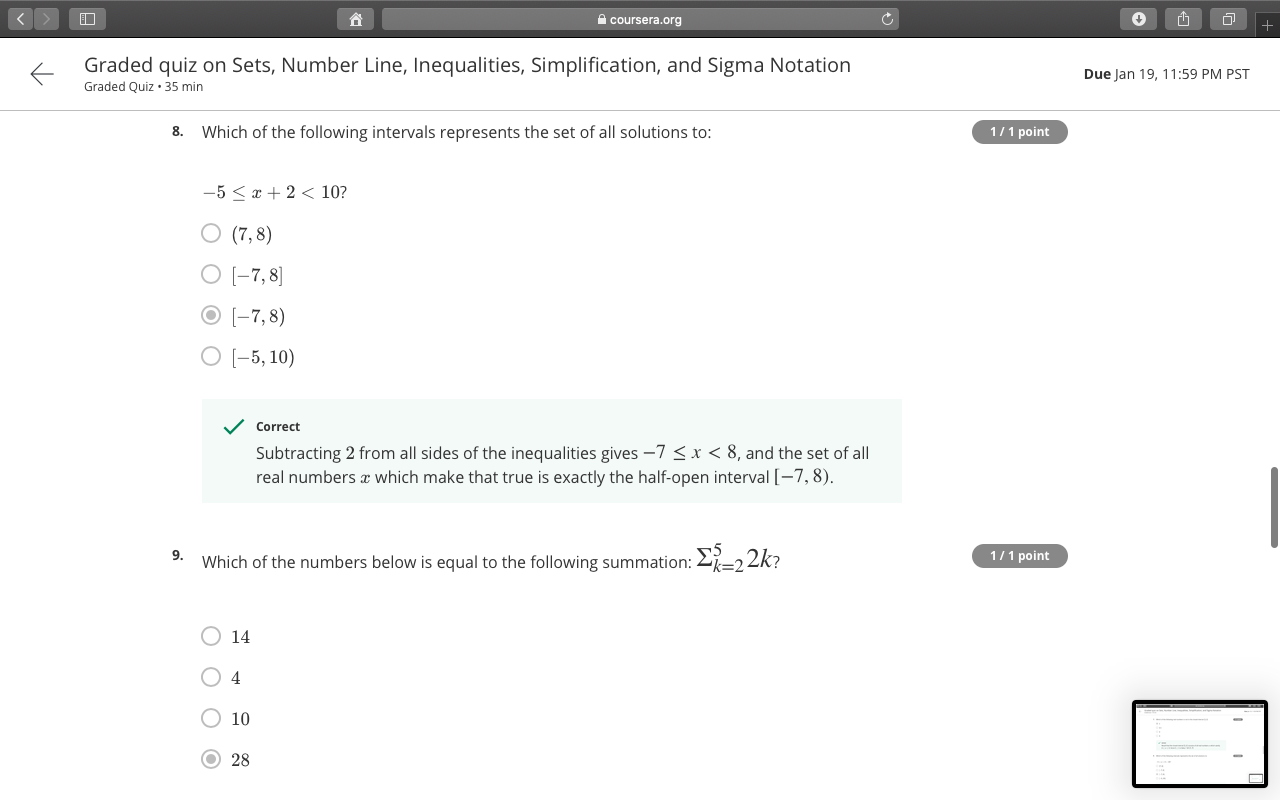 coursera.org
Graded quiz on Sets, Number Line, Inequalities, Simplification, and Sigma Notation
Graded Quiz • 35 min
Due Jan 19, 11:59 PM PST
8. Which of the following intervals represents the set of all solutions to:
1 / 1 point
−5 ≤ x + 2 < 10?
(7, 8)
[−7, 8]
[−7, 8)
[−5, 10)
Correct
Subtracting 2 from all sides of the inequalities gives −7 ≤ x < 8, and the set of all
real numbers x which make that true is exactly the half-open interval [−7, 8).
9. Which of the numbers below is equal to the following summation: Σ⁵ₖ₌₂ 2k?
1 / 1 point
14
4
10
28